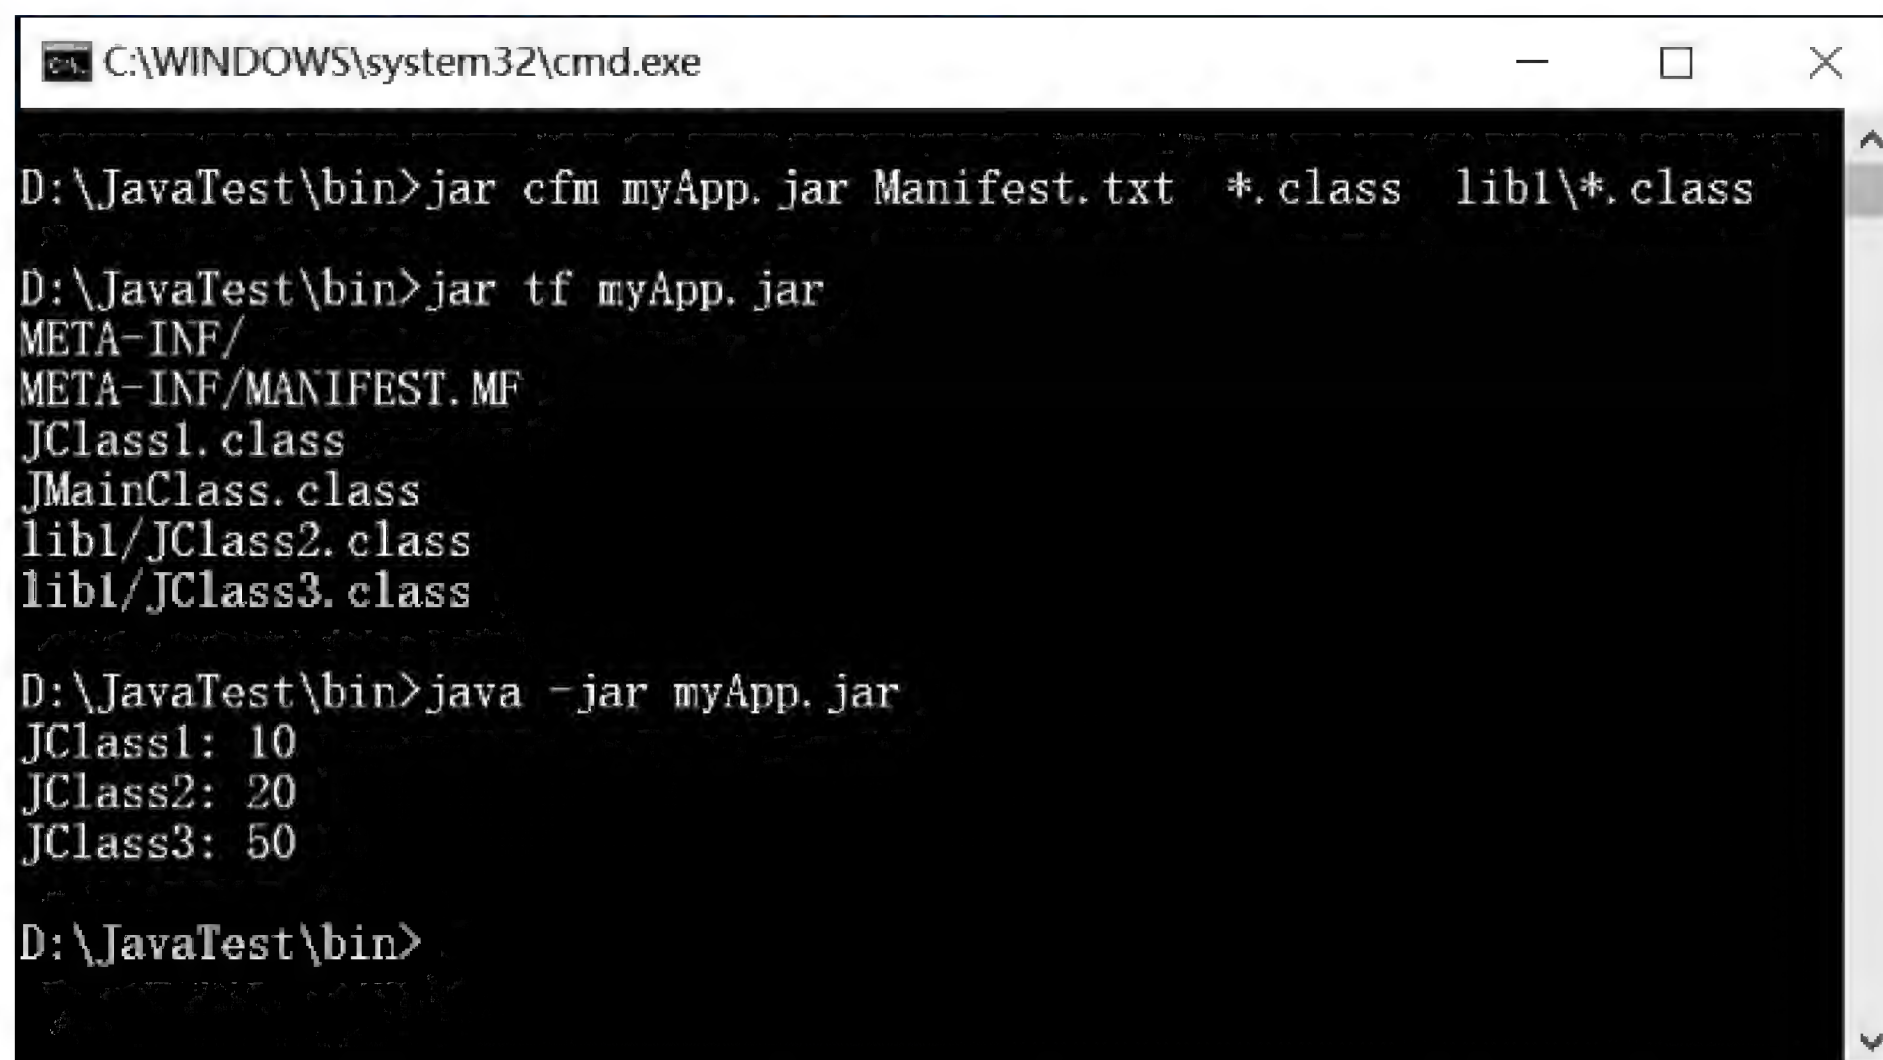 C:\WINDOWS\system32\cmd.exe
D:\JavaTest\bin>jar cfm myApp.jar Manifest.txt  *.class  lib1\*.class
D:\JavaTest\bin>jar tf myApp.jar
META-INF/
META-INF/MANIFEST.MF
JClass1.class
JMainClass.class
lib1/JClass2.class
lib1/JClass3.class
D:\JavaTest\bin>java -jar myApp.jar
JClass1: 10
JClass2: 20
JClass3: 50
D:\JavaTest\bin>